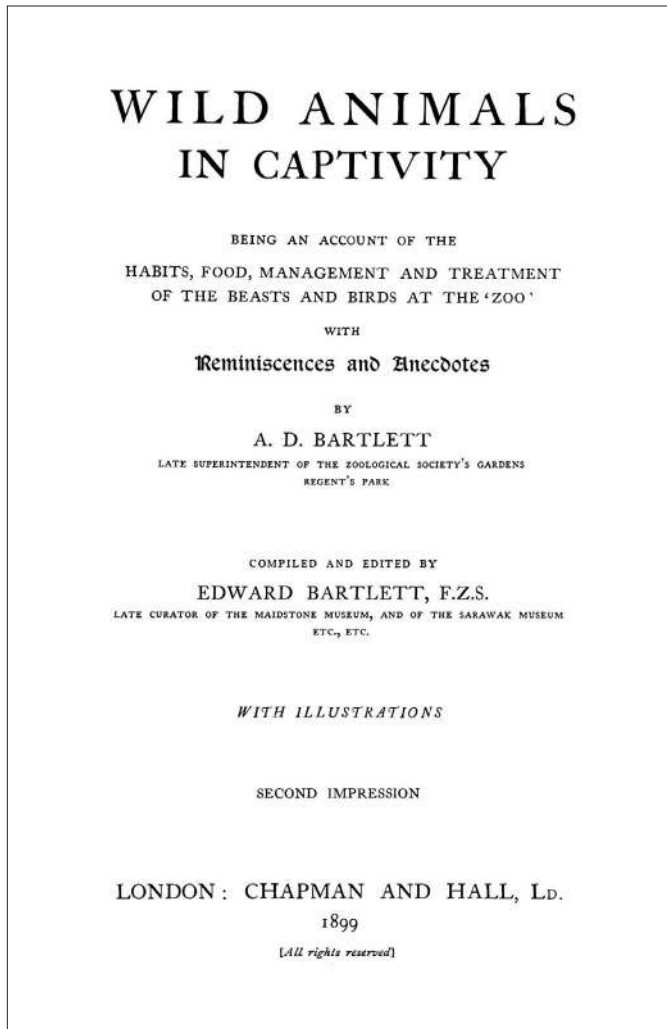 WILD ANIMALS
IN CAPTIVITY
BEING AN ACCOUNT OF THE
HABITS, FOOD, MANAGEMENT AND TREATMENT
OF THE BEASTS AND BIRDS AT THE ‘ZOO’
WITH
Reminiscences and Anecdotes
BY
A. D. BARTLETT
LATE SUPERINTENDENT OF THE ZOOLOGICAL SOCIETY'S GARDENS
REGENT'S PARK
COMPILED AND EDITED BY
EDWARD BARTLETT, F.Z.S.
LATE CURATOR OF THE MAIDSTONE MUSEUM, AND OF THE SARAWAK MUSEUM
ETC., ETC.
WITH ILLUSTRATIONS
SECOND IMPRESSION
LONDON: CHAPMAN AND HALL, LD.
1899
[All rights reserved]